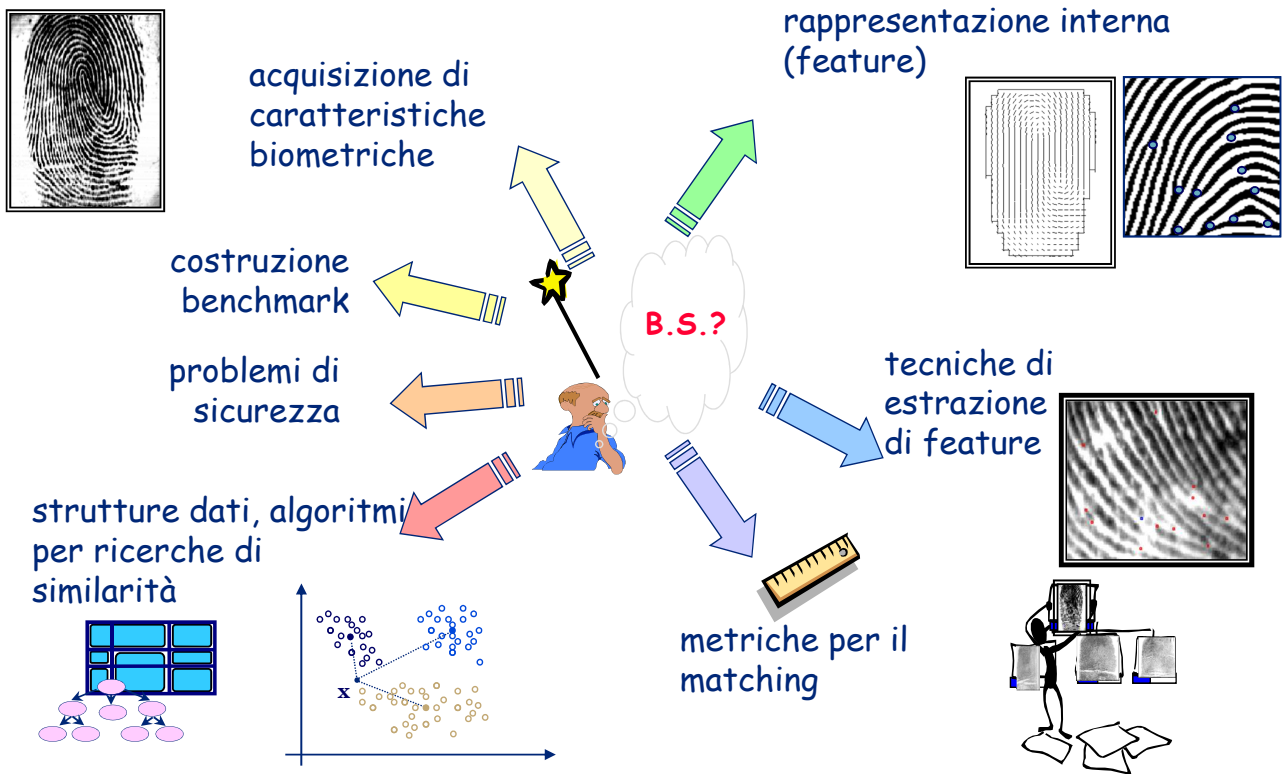 rappresentazione interna
(feature)
acquisizione di
caratteristiche
biometriche
costruzione
benchmark
B.S.?
problemi di
sicurezza
tecniche di
estrazione
di feature
strutture dati, algoritmi
per ricerche di
similarità
x
metriche per il
matching